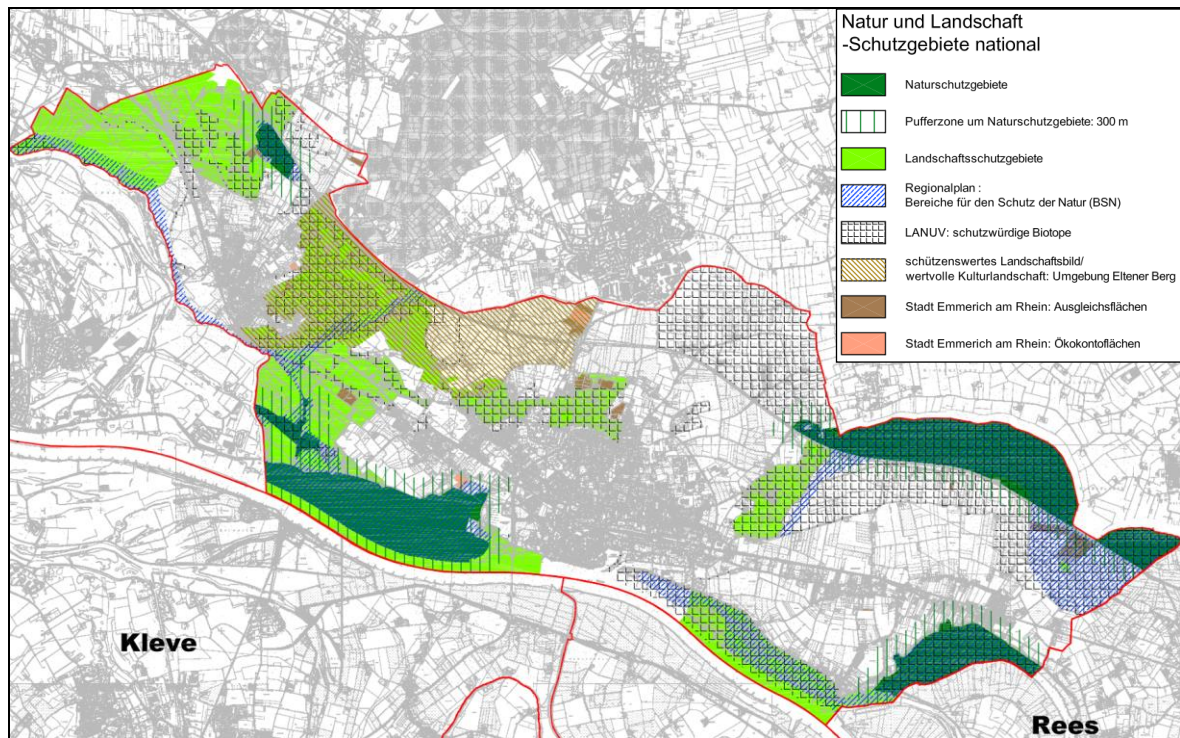 Natur und Landschaft
-Schutzgebiete national
Naturschutzgebiete
Pufferzone um Naturschutzgebiete: 300 m
Landschaftsschutzgebiete
Regionalplan :
Bereiche für den Schutz der Natur (BSN)
LANUV: schutzwürdige Biotope
schützenswertes Landschaftsbild/
wertvolle Kulturlandschaft: Umgebung Eltener Berg
Stadt Emmerich am Rhein: Ausgleichsflächen
Stadt Emmerich am Rhein: Ökokontoflächen
Kleve
Rees